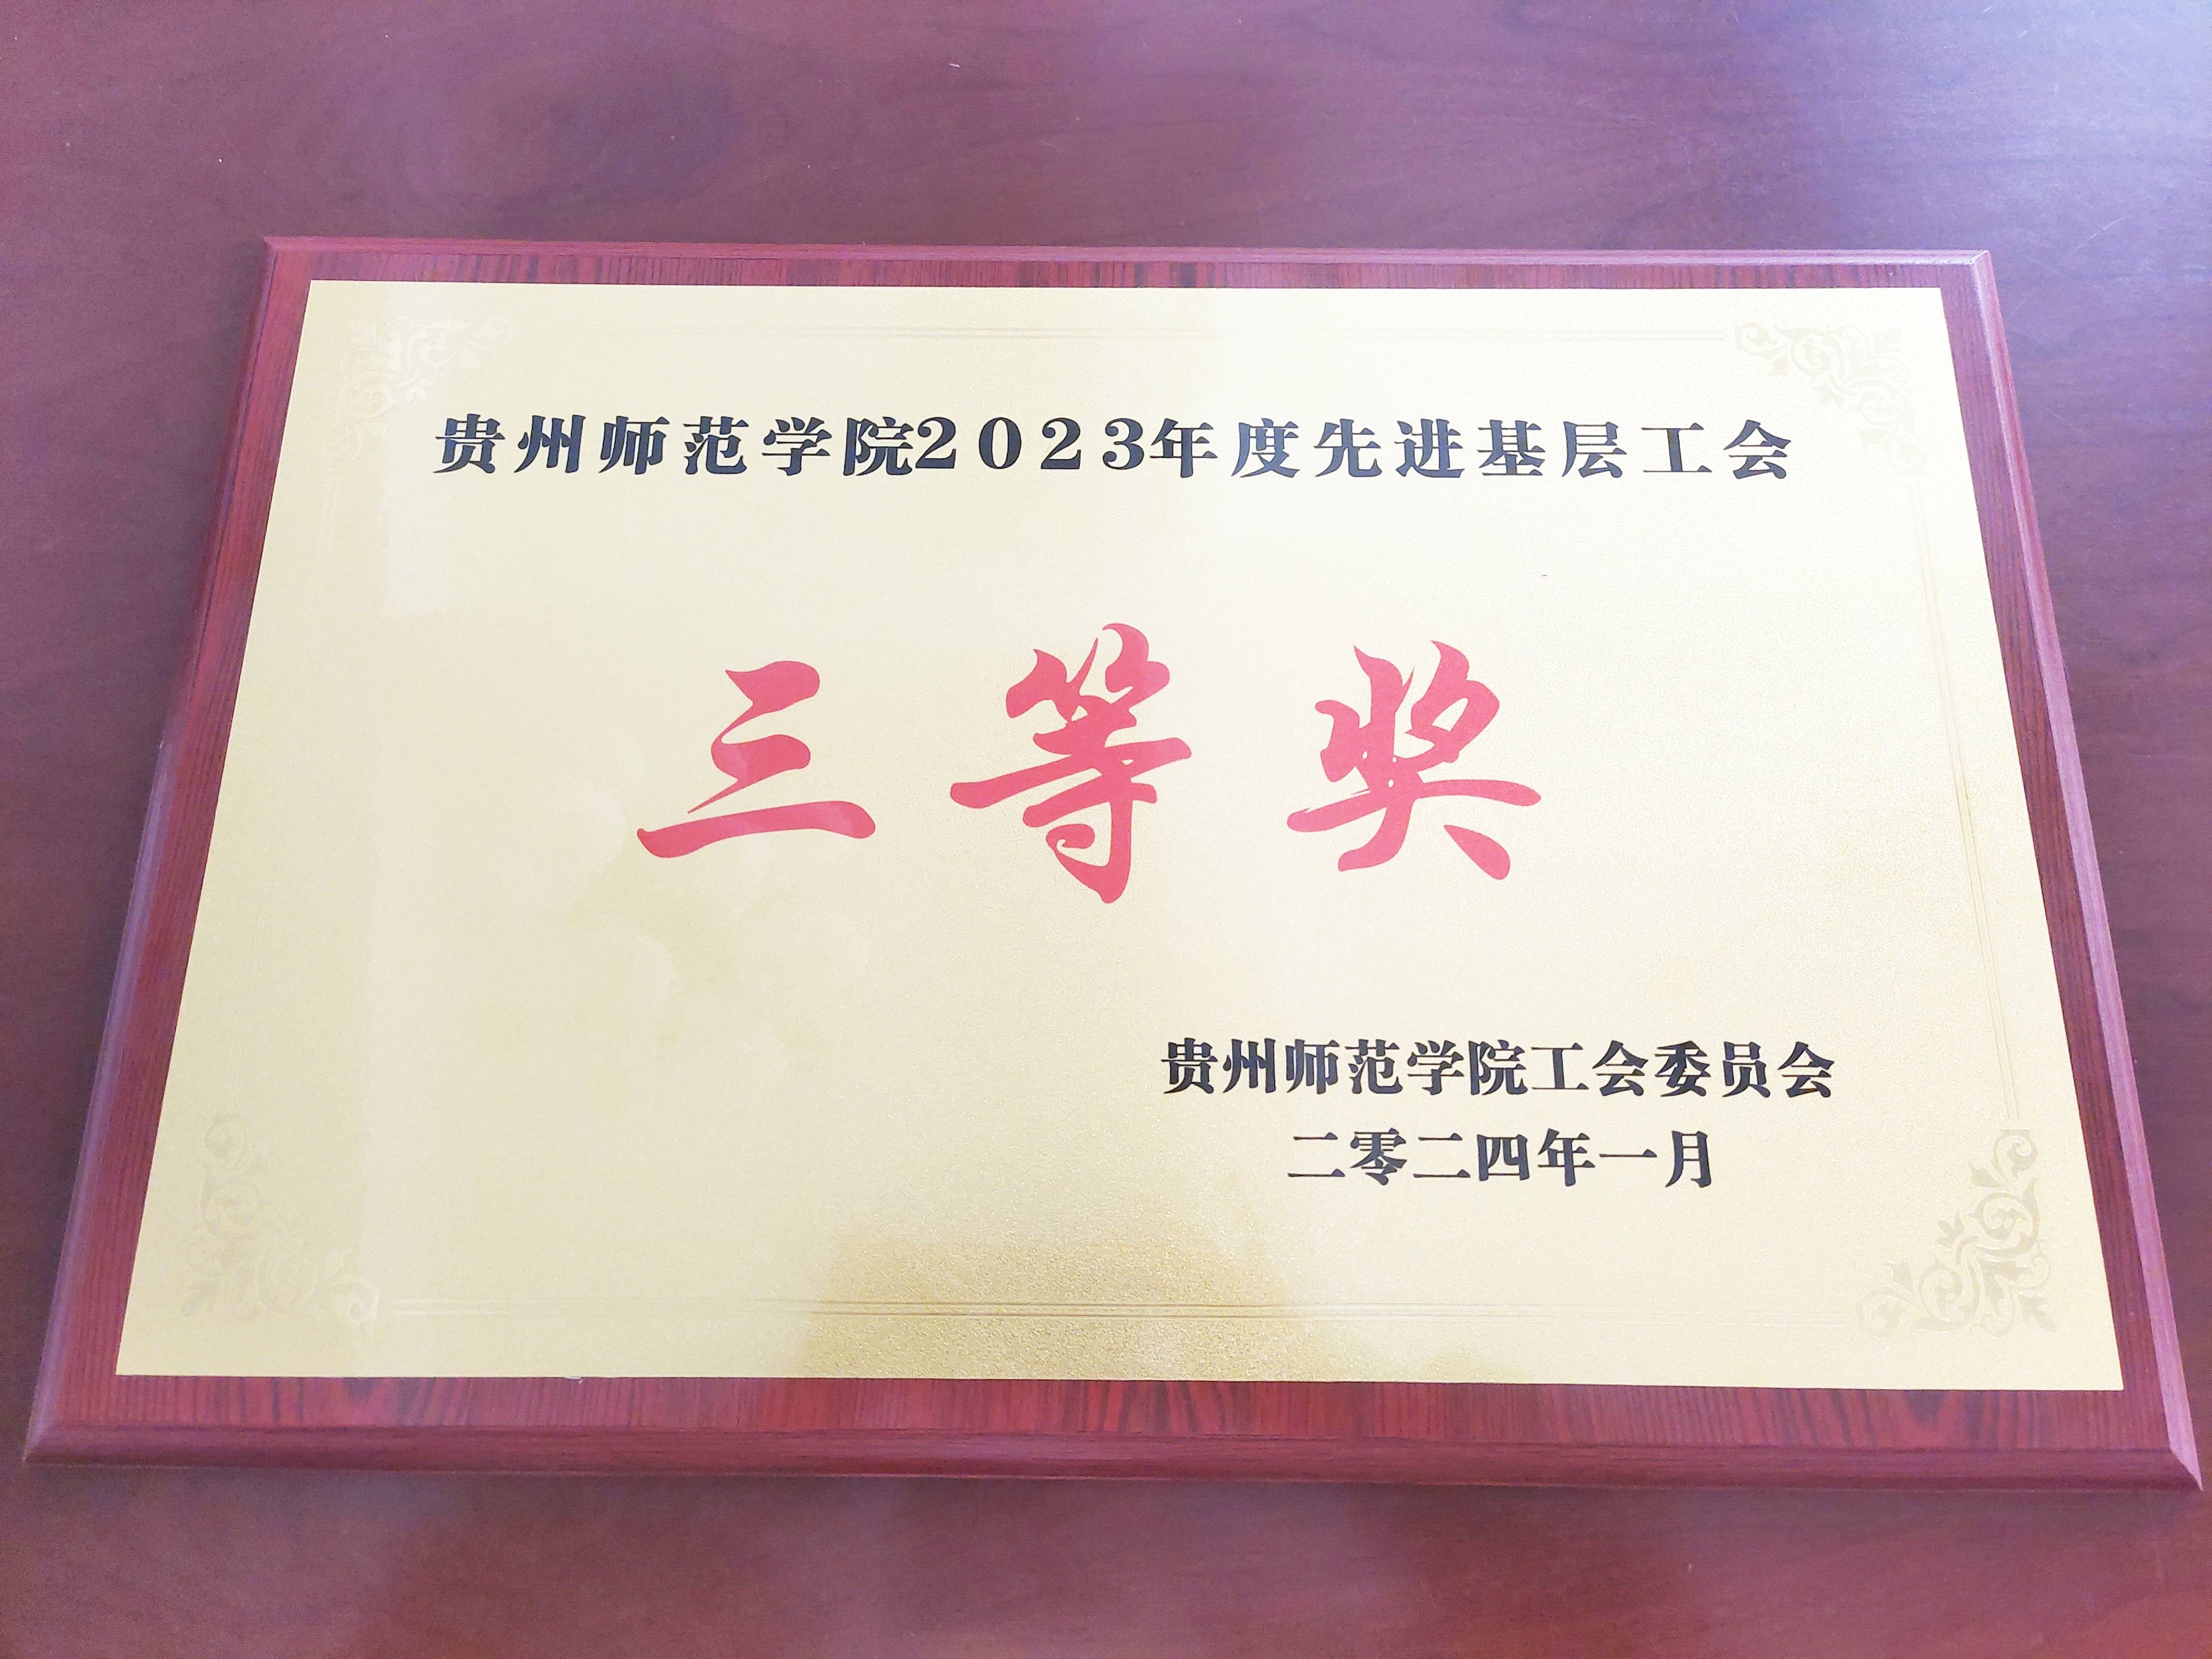 贵州师范学院2023年度先进基层工会
三等奖
贵州师范学院工会委员会
二零二四年一月